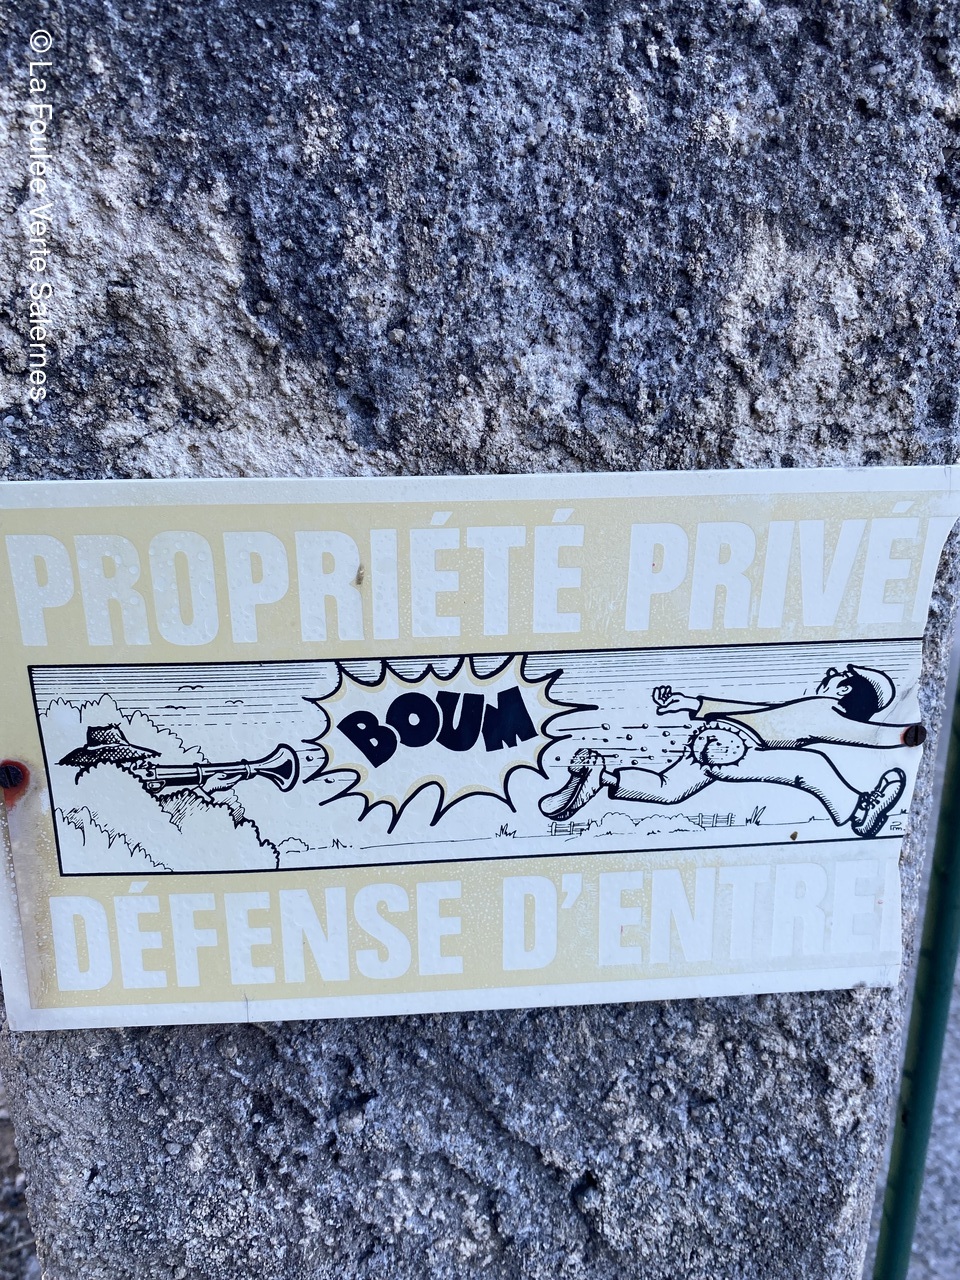 © La Foulée Verte Salernes
PROPRIÉTÉ PRIVÉ
BOUM
DÉFENSE D'ENTRE